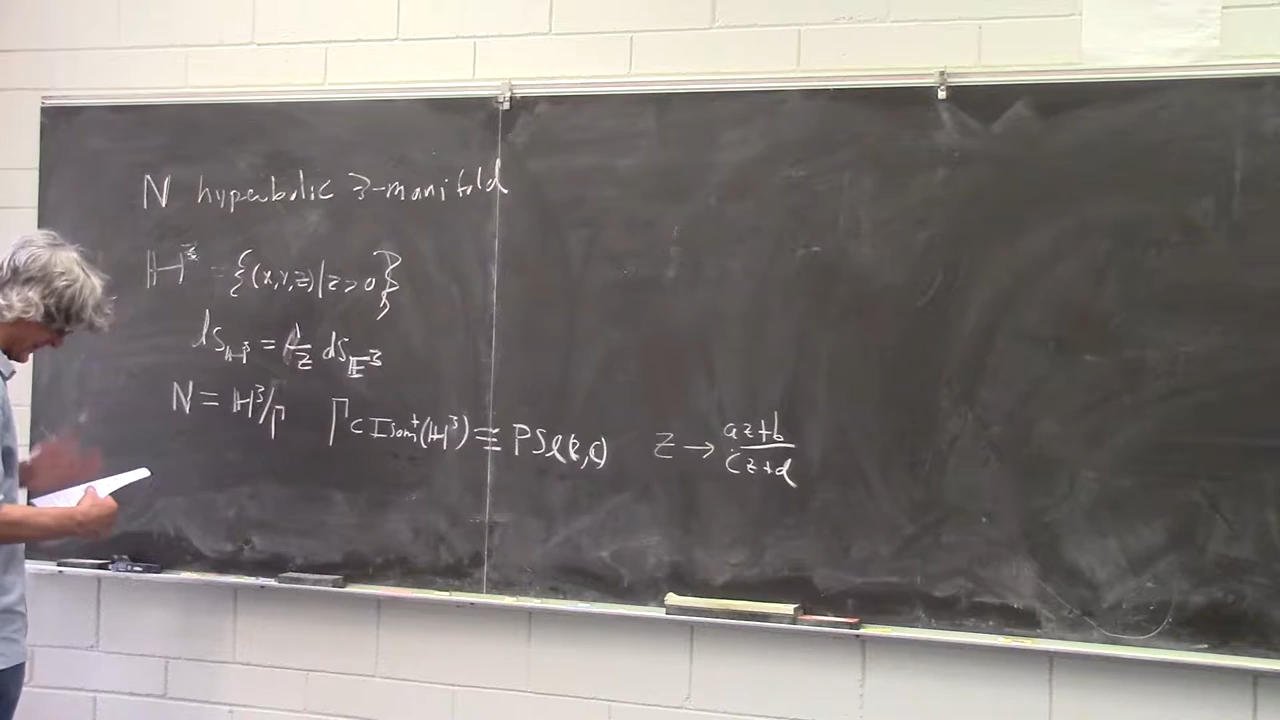 N hyperbolic 3-manifold
ℍ³ = {(x,y,z) | z > 0}
ds_ℍ³ = 1/z ds_𝔼³
N = ℍ³/Γ Γ ⊂ Isom⁺(ℍ³) ≅ PSl(2,ℂ) z → az+b / cz+d